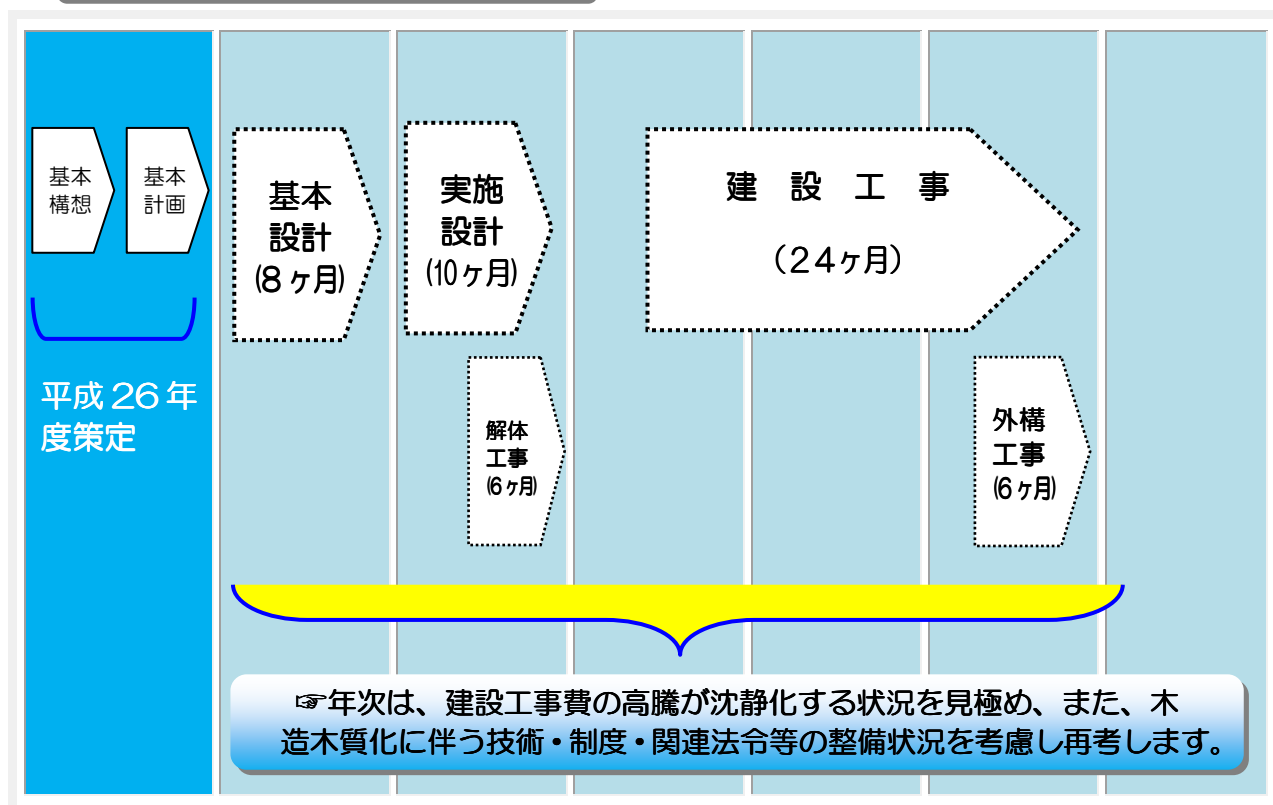 基本
構想
基本
計画
基本
設計
(8ヶ月)
実施
設計
(10ヶ月)
建 設 工 事
（２４ヶ月）
平成26年
度策定
解体
工事
(6ヶ月)
外構
工事
(6ヶ月)
☞年次は、建設工事費の高騰が沈静化する状況を見極め、また、木
造木質化に伴う技術・制度・関連法令等の整備状況を考慮し再考します。